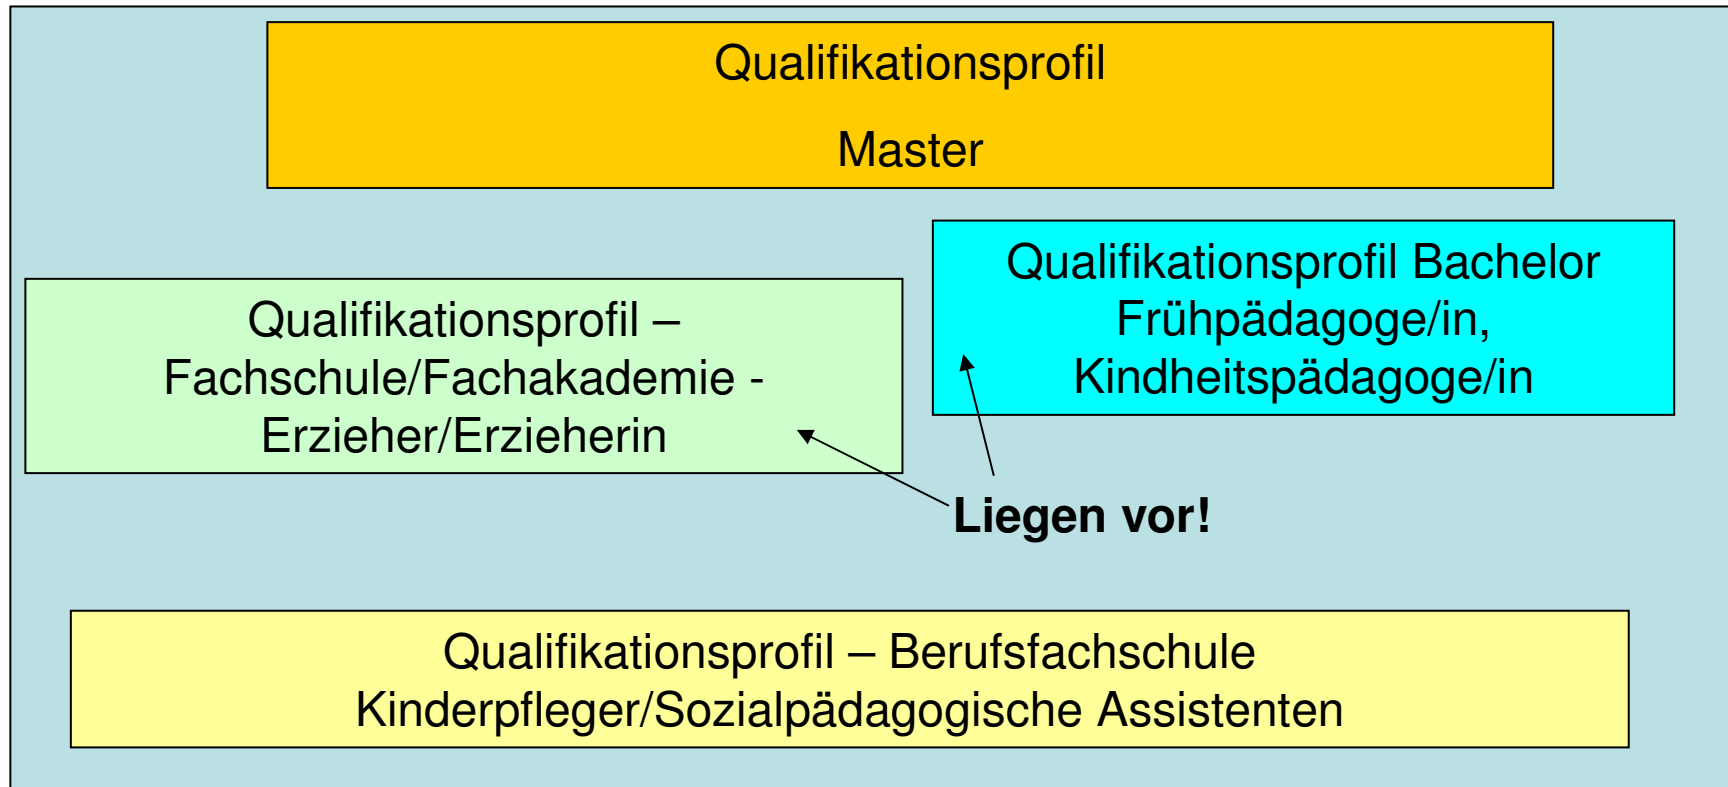 Qualifikationsprofil
Master
Qualifikationsprofil Bachelor
Frühpädagoge/in,
Kindheitspädagoge/in
Qualifikationsprofil –
Fachschule/Fachakademie -
Erzieher/Erzieherin
Liegen vor!
Qualifikationsprofil – Berufsfachschule
Kinderpfleger/Sozialpädagogische Assistenten